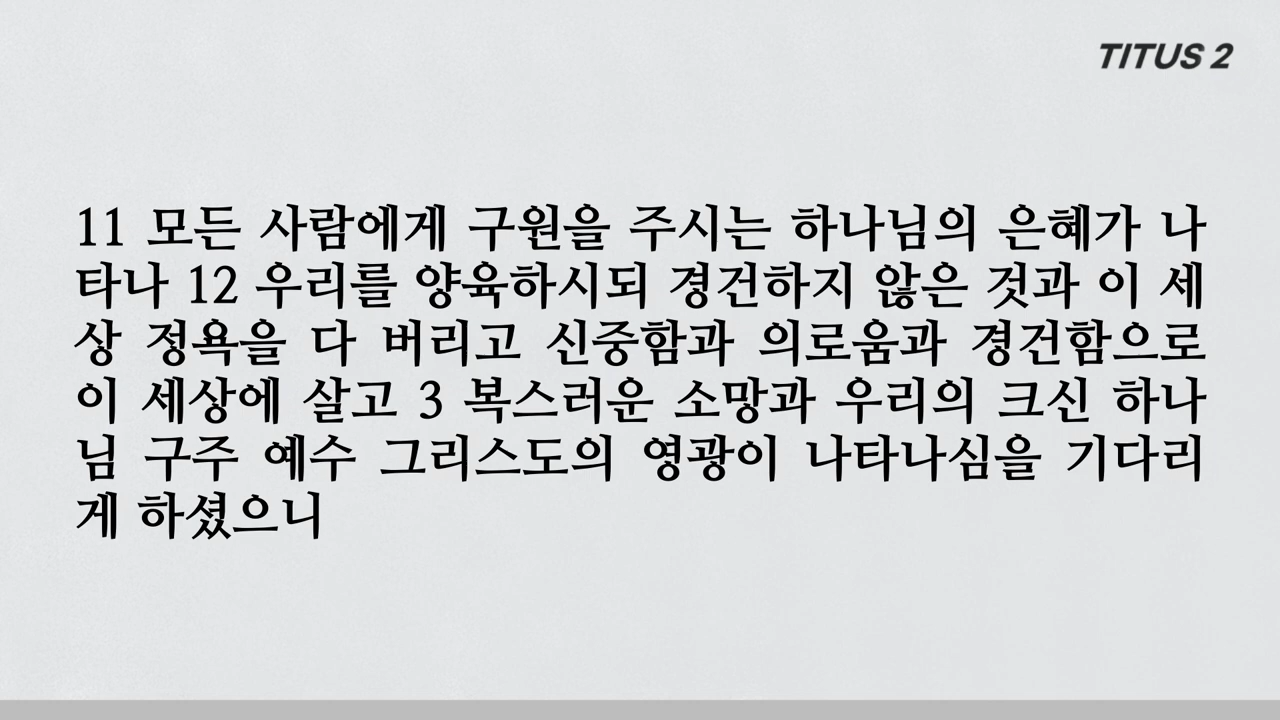 TITUS 2
11 모든 사람에게 구원을 주시는 하나님의 은혜가 나
타나 12 우리를 양육하시되 경건하지 않은 것과 이 세
상 정욕을 다 버리고 신중함과 의로움과 경건함으로
이 세상에 살고 3 복스러운 소망과 우리의 크신 하나
님 구주 예수 그리스도의 영광이 나타나심을 기다리
게 하셨으니